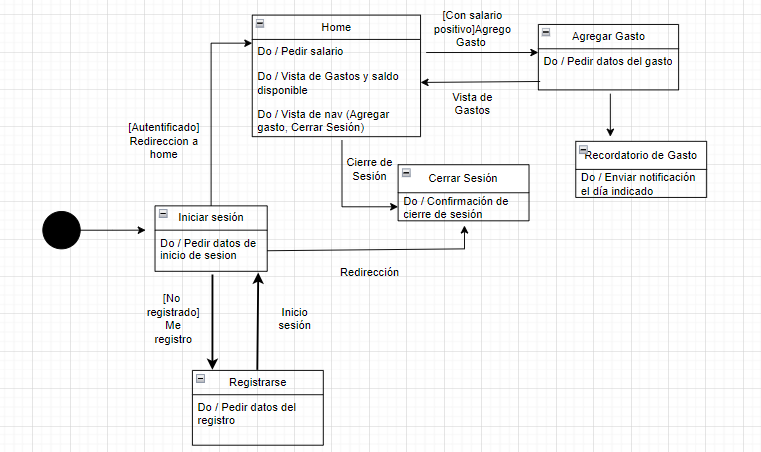 Home
Do / Pedir salario
Do / Vista de Gastos y saldo
disponible
Do / Vista de nav (Agregar
gasto, Cerrar Sesión)
[Con salario
positivo]Agrego
Gasto
Agregar Gasto
Do / Pedir datos del gasto
Vista de
Gastos
Recordatorio de Gasto
Do / Enviar notificación
el día indicado
[Autentificado]
Redireccion a
home
Cierre de
Sesión
Cerrar Sesión
Do / Confirmación de
cierre de sesión
Iniciar sesión
Do / Pedir datos de
inicio de sesion
Redirección
[No
registrado]
Me
registro
Inicio
sesión
Registrarse
Do / Pedir datos del
registro